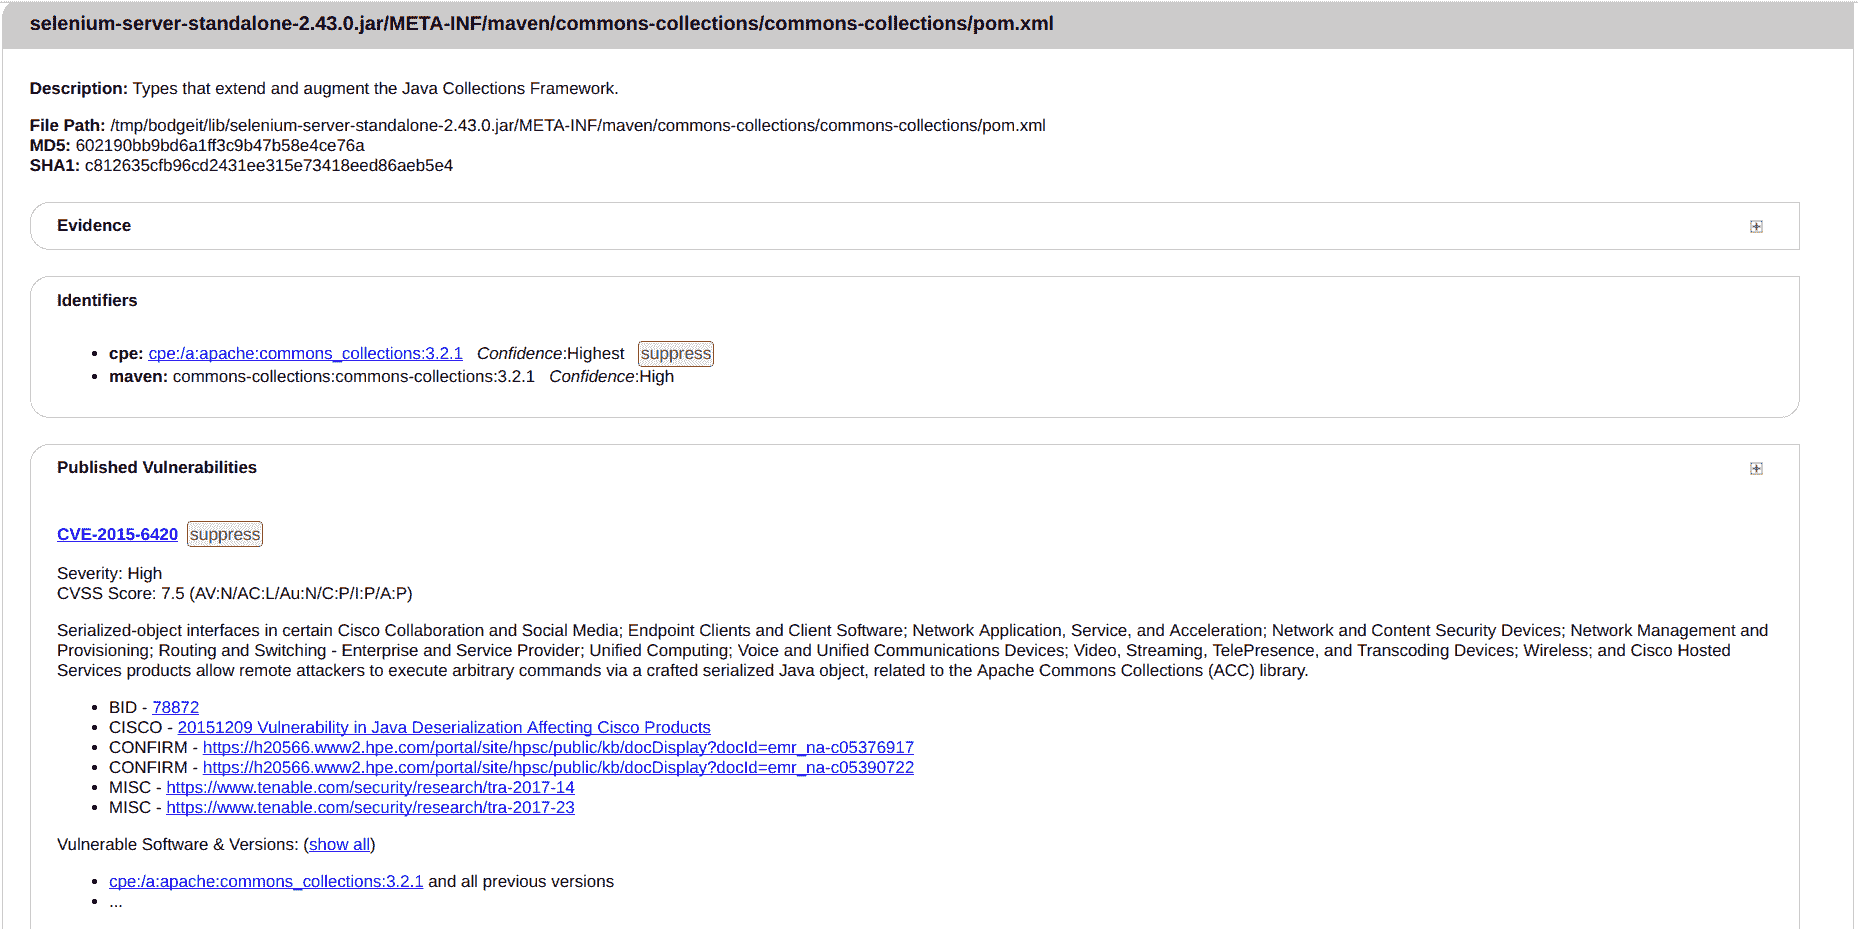 selenium-server-standalone-2.43.0.jar/META-INF/maven/commons-collections/commons-collections/pom.xml
Description: Types that extend and augment the Java Collections Framework.
File Path: /tmp/bodgeit/lib/selenium-server-standalone-2.43.0.jar/META-INF/maven/commons-collections/commons-collections/pom.xml
MD5: 602190bb9bd6a1ff3c9b47b58e4ce76a
SHA1: c812635cfb96cd2431ee315e73418eed86aeb5e4
Evidence
Identifiers
cpe: cpe:/a:apache:commons_collections:3.2.1 Confidence:Highest suppress
maven: commons-collections:commons-collections:3.2.1 Confidence:High
Published Vulnerabilities
CVE-2015-6420 suppress
Severity: High
CVSS Score: 7.5 (AV:N/AC:L/Au:N/C:P/I:P/A:P)
Serialized-object interfaces in certain Cisco Collaboration and Social Media; Endpoint Clients and Client Software; Network Application, Service, and Acceleration; Network and Content Security Devices; Network Management and
Provisioning; Routing and Switching - Enterprise and Service Provider; Unified Computing; Voice and Unified Communications Devices; Video, Streaming, TelePresence, and Transcoding Devices; Wireless; and Cisco Hosted
Services products allow remote attackers to execute arbitrary commands via a crafted serialized Java object, related to the Apache Commons Collections (ACC) library.
BID - 78872
CISCO - 20151209 Vulnerability in Java Deserialization Affecting Cisco Products
CONFIRM - https://h20566.www2.hpe.com/portal/site/hpsc/public/kb/docDisplay?docId=emr_na-c05376917
CONFIRM - https://h20566.www2.hpe.com/portal/site/hpsc/public/kb/docDisplay?docId=emr_na-c05390722
MISC - https://www.tenable.com/security/research/tra-2017-14
MISC - https://www.tenable.com/security/research/tra-2017-23
Vulnerable Software & Versions: (show all)
cpe:/a:apache:commons_collections:3.2.1 and all previous versions
...